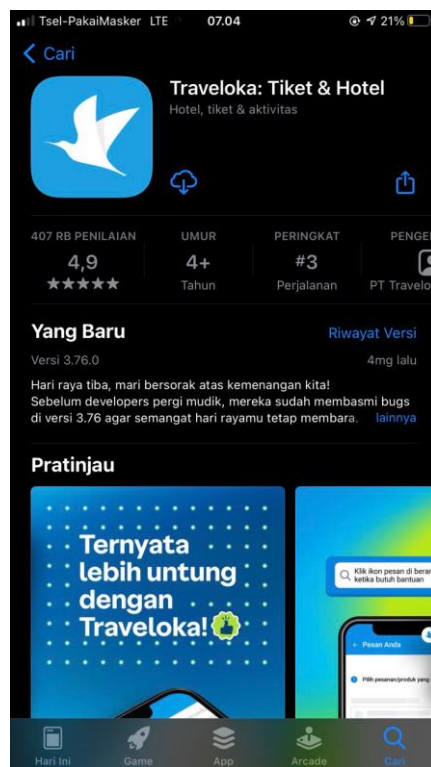 Tsel-PakaiMasker LTE 07.04 21%
Cari
Traveloka: Tiket & Hotel
Hotel, tiket & aktivitas
407 RB PENILAIAN UMUR PERINGKAT
4,9 4+ #3
Tahun Perjalanan PT
Yang Baru Riwayat Versi
Versi 3.76.0 4mg lalu
Hari raya tiba, mari bersorak atas kemenangan kita!
Sebelum developers pergi mudik, mereka sudah membasmi bugs
di versi 3.76 agar semangat hari rayamu tetap membara. lainnya
Pratinjau
Ternyata
lebih untung
dengan
Traveloka!
Klik ikon pesan di
ketika butuh bantuan
Pesan Anda
Pilih pesanan/produk yang
Hari Ini Game App Arcade Cari